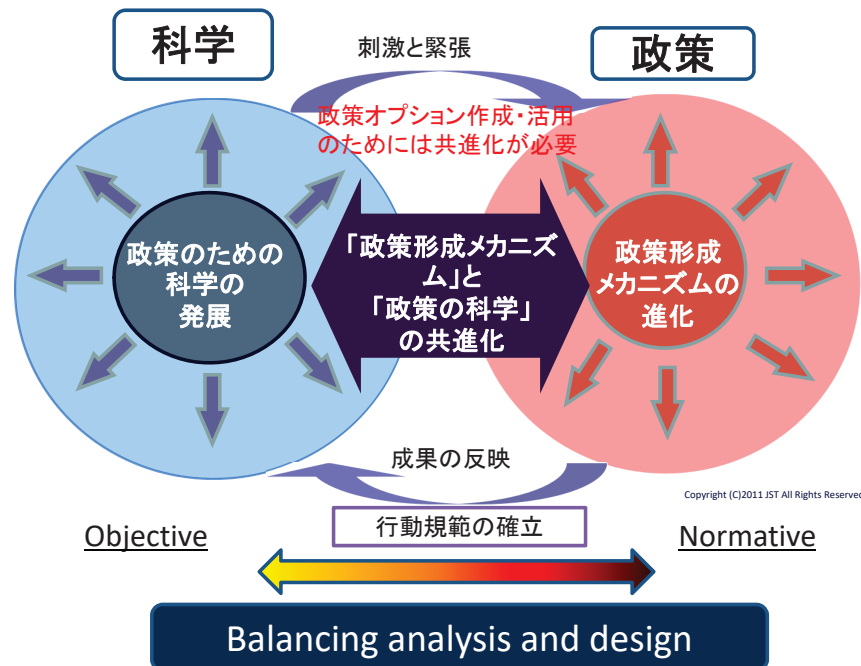 科学
刺激と緊張
政策
政策オプション作成・活用
のためには共進化が必要
政策のための
科学の
発展
「政策形成メカニズ
ム」と
「政策の科学」
の共進化
政策形成
メカニズムの
進化
成果の反映
Copyright (C)2011 JST All Rights Reserved
行動規範の確立
Objective
Normative
Balancing analysis and design